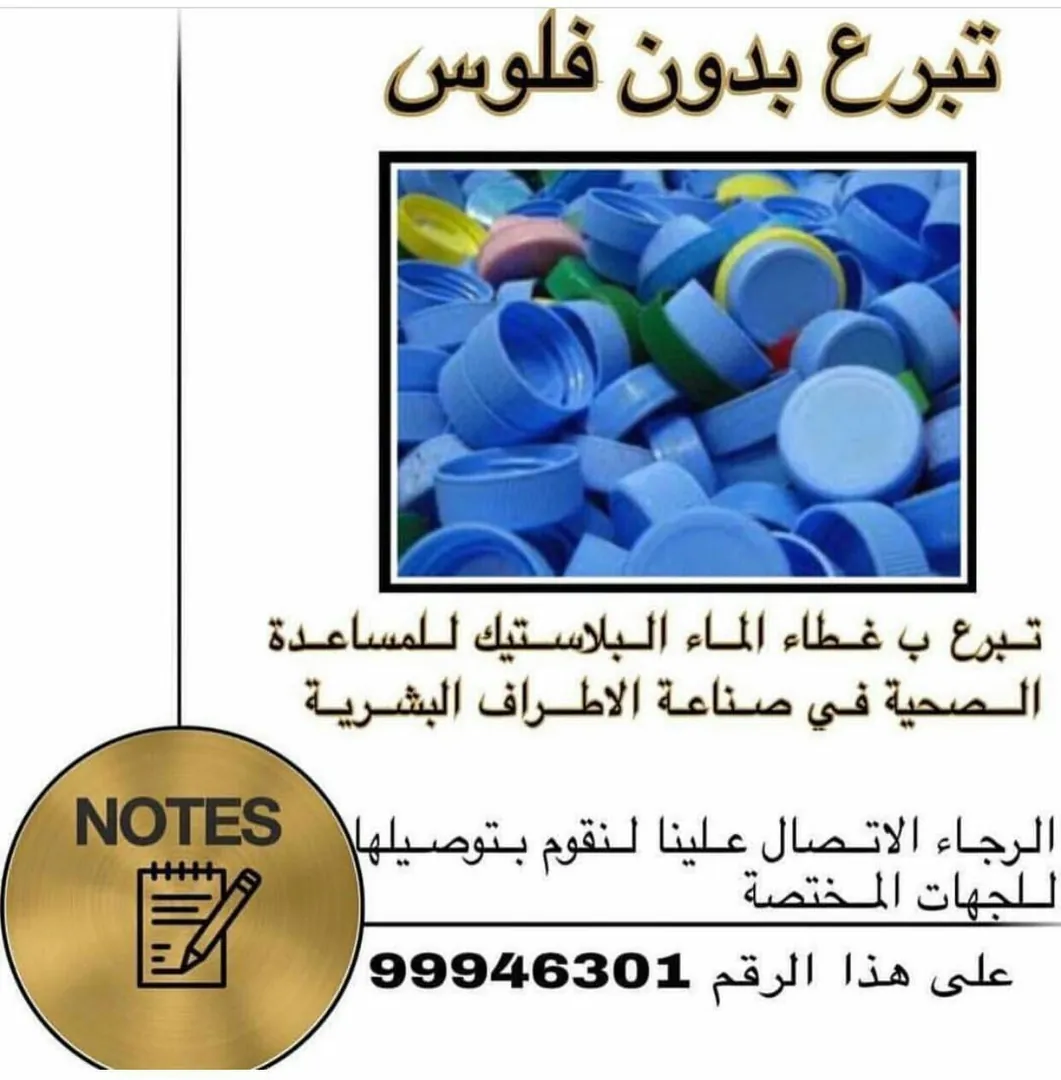 تبرع بدون فلوس
تبرع ب غطاء الماء البلاستيك للمساعدة
الصحية في صناعة الاطراف البشرية
NOTES
الرجاء الاتصال علينا لنقوم بتوصيلها
للجهات المختصة
على هذا الرقم 99946301